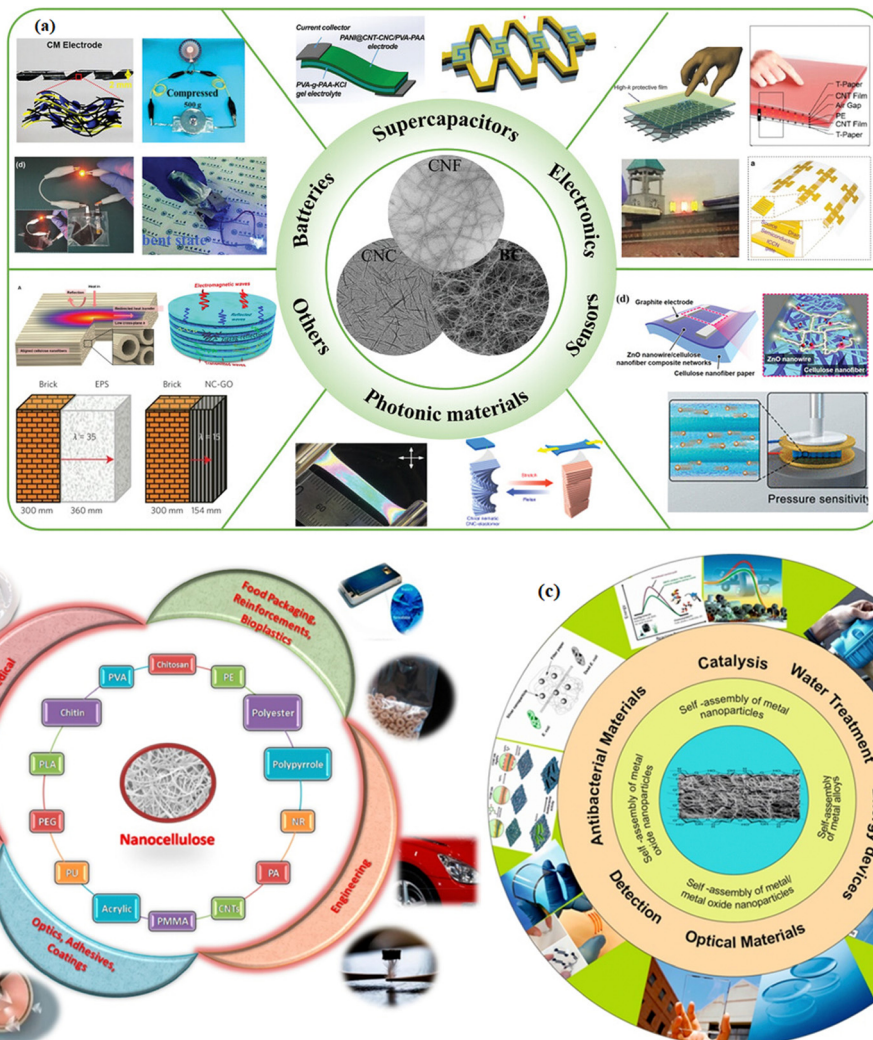 (a)
CM Electrode
Compressed
500 g
(d)
bent state
Current collector
PANI@CNT-CNC/PVA-PAA
electrode
PVA-g-PAA-KCl
gel electrolyte
High-k protective film
T-Paper
CNT Film
Air Gap
PE
CNT Film
T-Paper
a
Source
Semiconductor
Supercapacitors
Batteries
Electronics
Others
Sensors
Photonic materials
CNF
CNC
BC
A
Electromagnetic waves
Brick
EPS
Brick
NC-GO
λ = 35
λ = 15
300 mm
360 mm
300 mm
154 mm
Stretch
Relax
(d)
Graphite electrode
ZnO nanowire/cellulose
nanofiber composite networks
Cellulose nanofiber paper
ZnO nanowire
Cellulose nanofiber
Pressure sensitivity
Food Packaging,
Reinforcements,
Bioplastics
Engineering
Optics, Adhesives,
Coatings
Chitosan
PE
Polyester
Polypyrrole
NR
PA
CNTs
PMMA
Acrylic
PU
PEG
PLA
Chitin
PVA
Nanocellulose
(c)
Catalysis
Water Treatment
Optical Materials
Detection
Antibacterial Materials
Self -assembly of metal
nanoparticles
Self-assembly
of metal alloys
Self -assembly of metal/
metal oxide nanoparticles
Self-assembly of metal
oxide nanoparticles
devices